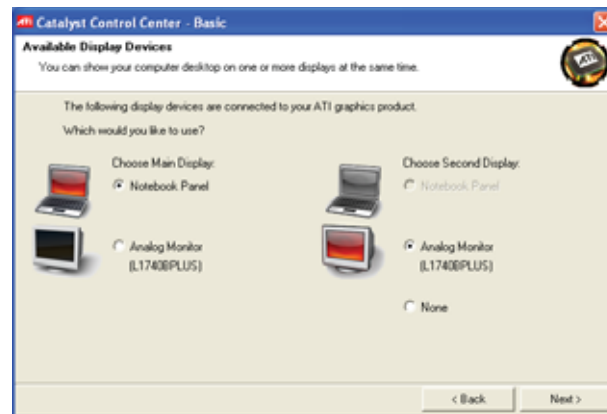 ATI Catalyst Control Center - Basic
Available Display Devices
You can show your computer desktop on one or more displays at the same time.
ATI
The following display devices are connected to your ATI graphics product.
Which would you like to use?
Choose Main Display:
Notebook Panel
Analog Monitor
(L1740BPLUS)
Choose Second Display:
Notebook Panel
Analog Monitor
(L1740BPLUS)
None
< Back
Next >